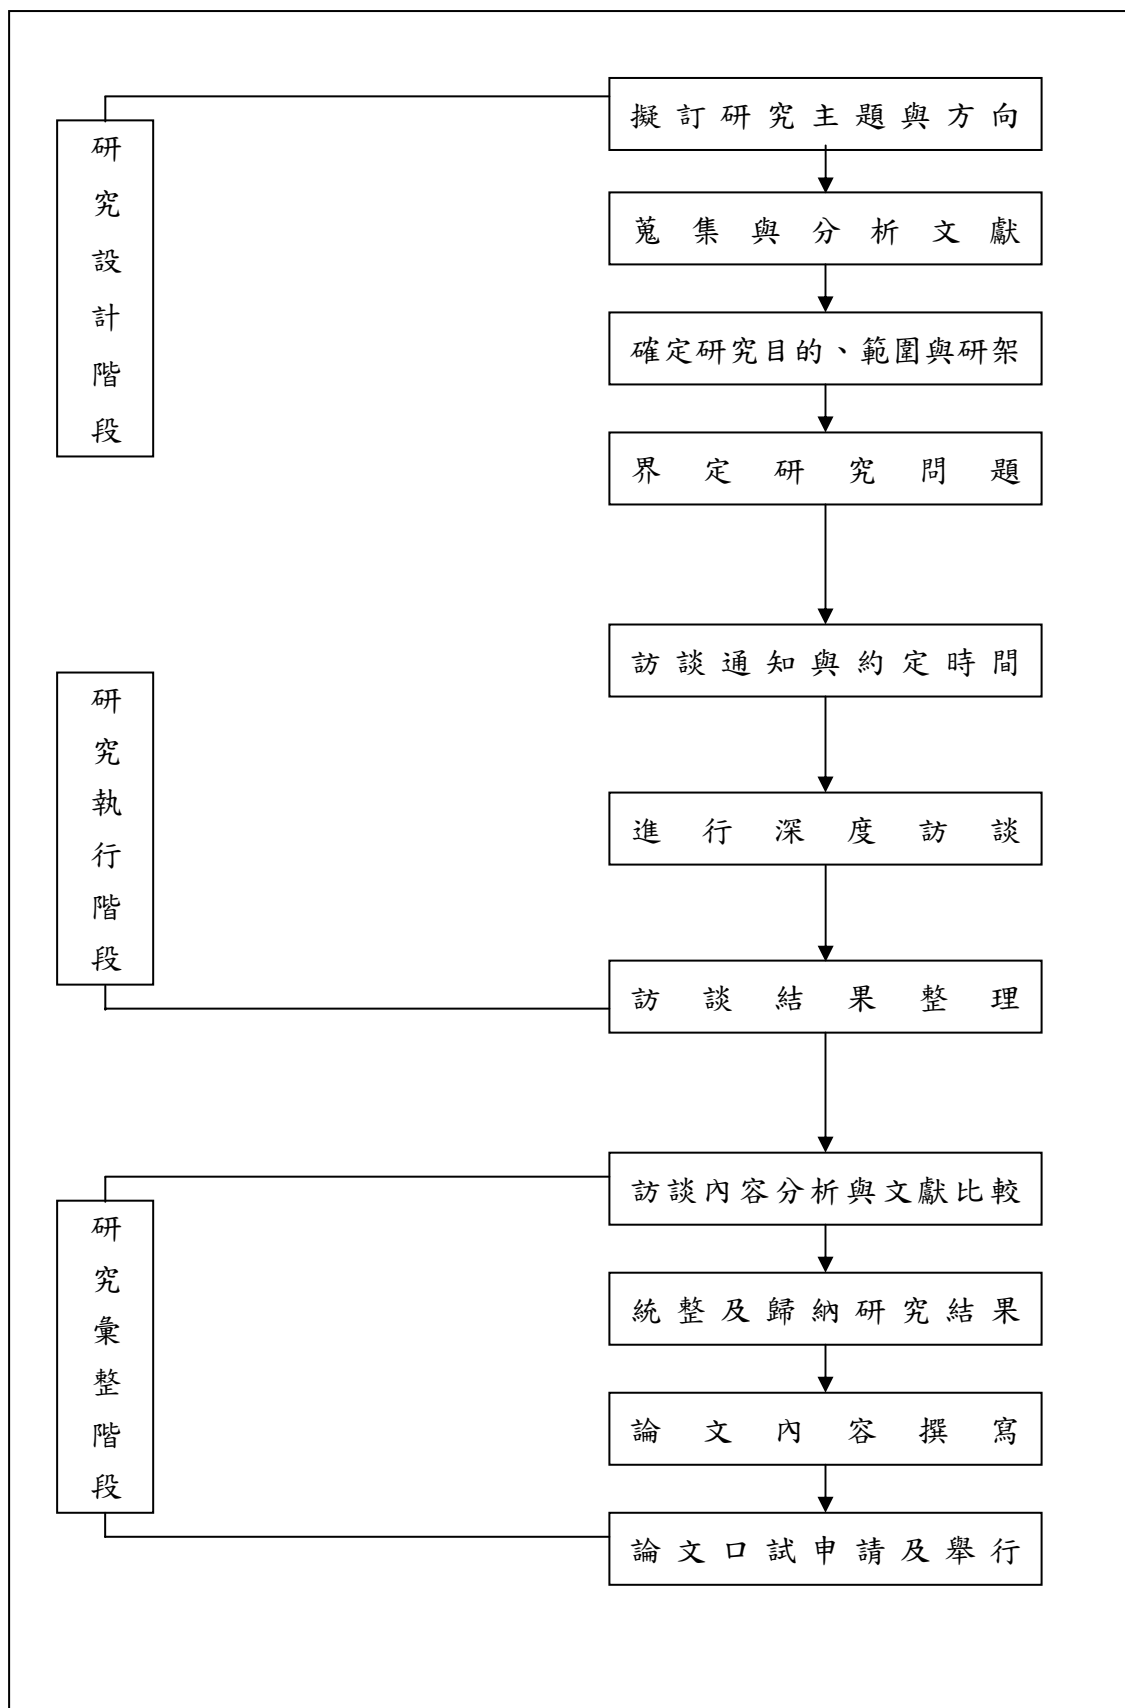 研究設計階段
擬訂研究主題與方向
蒐集與分析文獻
確定研究目的、範圍與研架
界定研究問題
研究執行階段
訪談通知與約定時間
進行深度訪談
訪談結果整理
研究彙整階段
訪談內容分析與文獻比較
統整及歸納研究結果
論文內容撰寫
論文口試申請及舉行